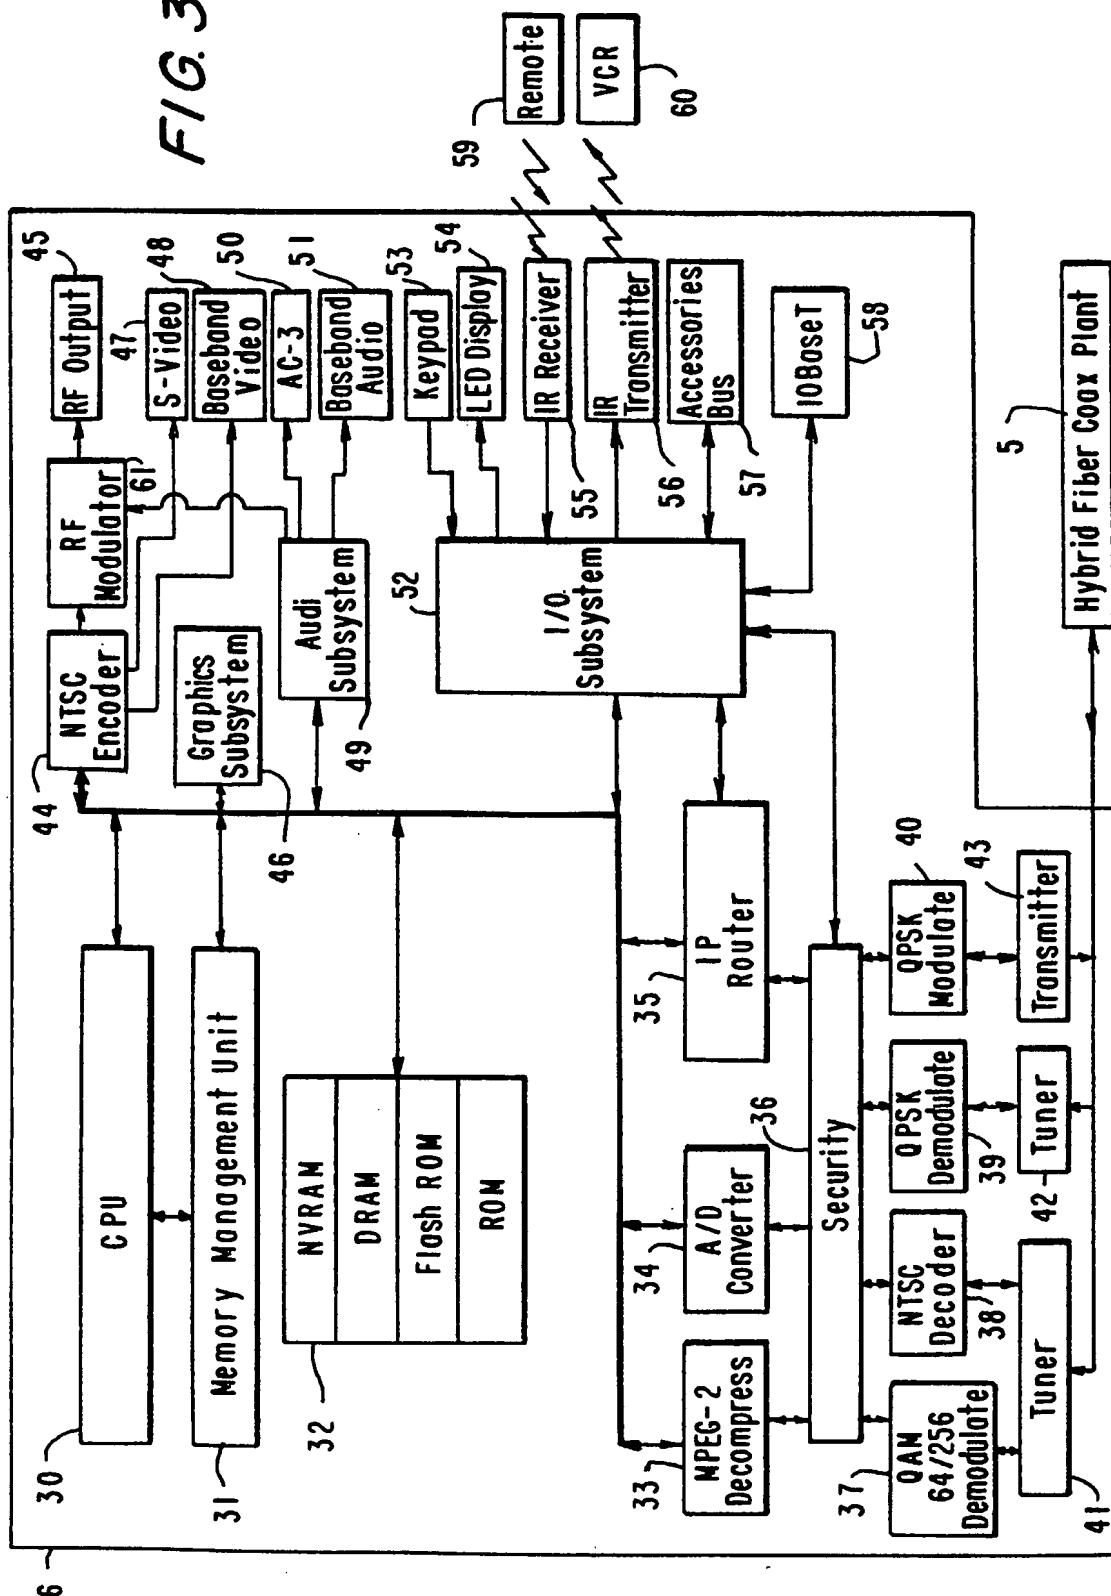 FIG. 3
6
30
CPU
31
Memory Management Unit
32
NVRAM
DRAM
Flash ROM
ROM
44
NTSC
Encoder
RF
Modulator
61
RF Output
45
47
S-Video
48
Baseband
Video
50
AC-3
51
Baseband
Audio
Graphics
Subsystem
46
Audi
Subsystem
49
53
Keypad
54
LED Display
52
I/O
Subsystem
IR Receiver
55
IR
Transmitter
56
Accessories
Bus
57
10BaseT
58
59
Remote
VCR
60
33
MPEG-2
Decompress
34
A/D
Converter
35
IP
Router
36
Security
37
QAM
64/256
Demodulate
NTSC
Decoder
38
QPSK
Demodulate
39
QPSK
Modulate
40
Tuner
41
42
Tuner
43
Transmitter
5
Hybrid Fiber Coax Plant